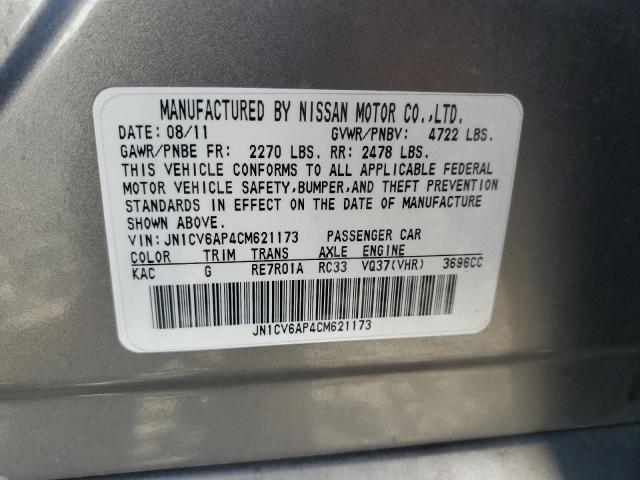 MANUFACTURED BY NISSAN MOTOR CO.,LTD.
DATE: 08/11 GVWR/PNBV: 4722 LBS.
GAWR/PNBE FR: 2270 LBS. RR: 2478 LBS.
THIS VEHICLE CONFORMS TO ALL APPLICABLE FEDERAL
MOTOR VEHICLE SAFETY,BUMPER,AND THEFT PREVENTION
STANDARDS IN EFFECT ON THE DATE OF MANUFACTURE
SHOWN ABOVE.
VIN: JN1CV6AP4CM621173 PASSENGER CAR
COLOR TRIM TRANS AXLE ENGINE
KAC G RE7R01A RC33 VQ37(VHR) 3696CC
JN1CV6AP4CM621173